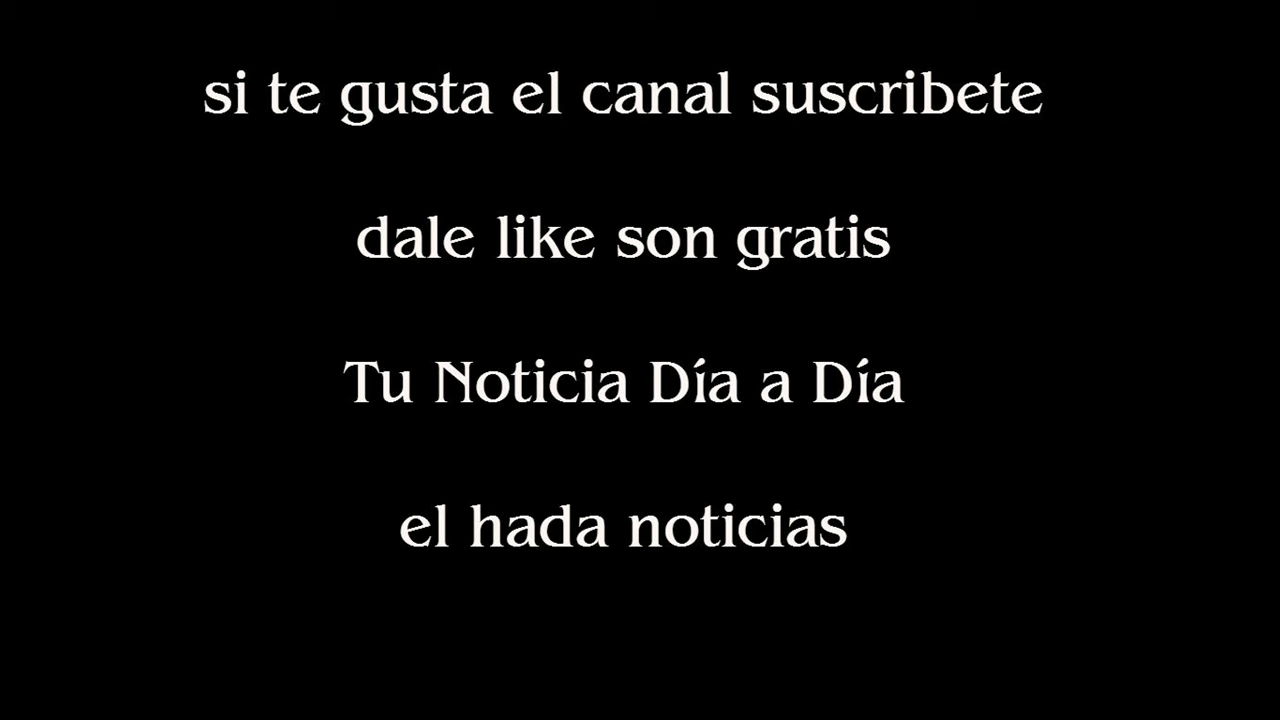 si te gusta el canal suscribete
dale like son gratis
Tu Noticia Día a Día
el hada noticias